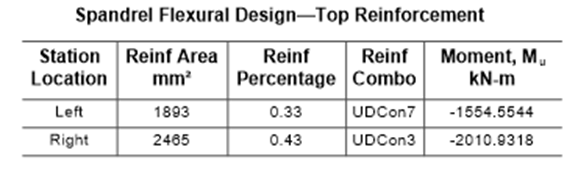 Spandrel Flexural Design—Top Reinforcement
Station Location Reinf Area mm² Reinf Percentage Reinf Combo Moment, Mᵤ kN-m
Left 1893 0.33 UDCon7 -1554.5544
Right 2465 0.43 UDCon3 -2010.9318